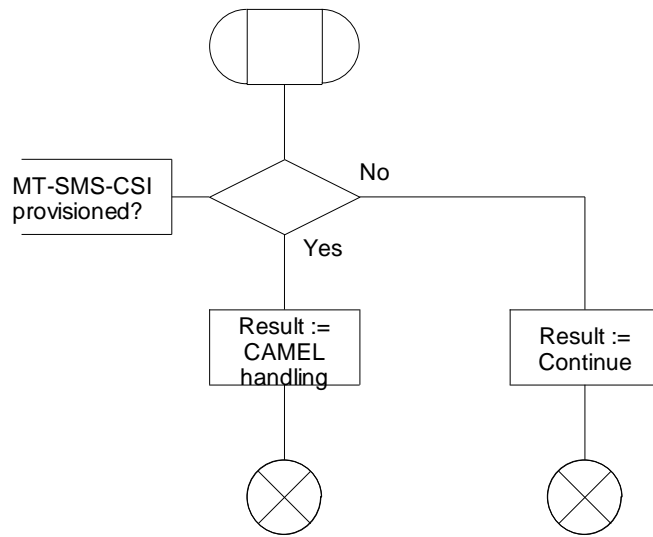 MT-SMS-CSI
provisioned?
No
Yes
Result :=
CAMEL
handling
Result :=
Continue